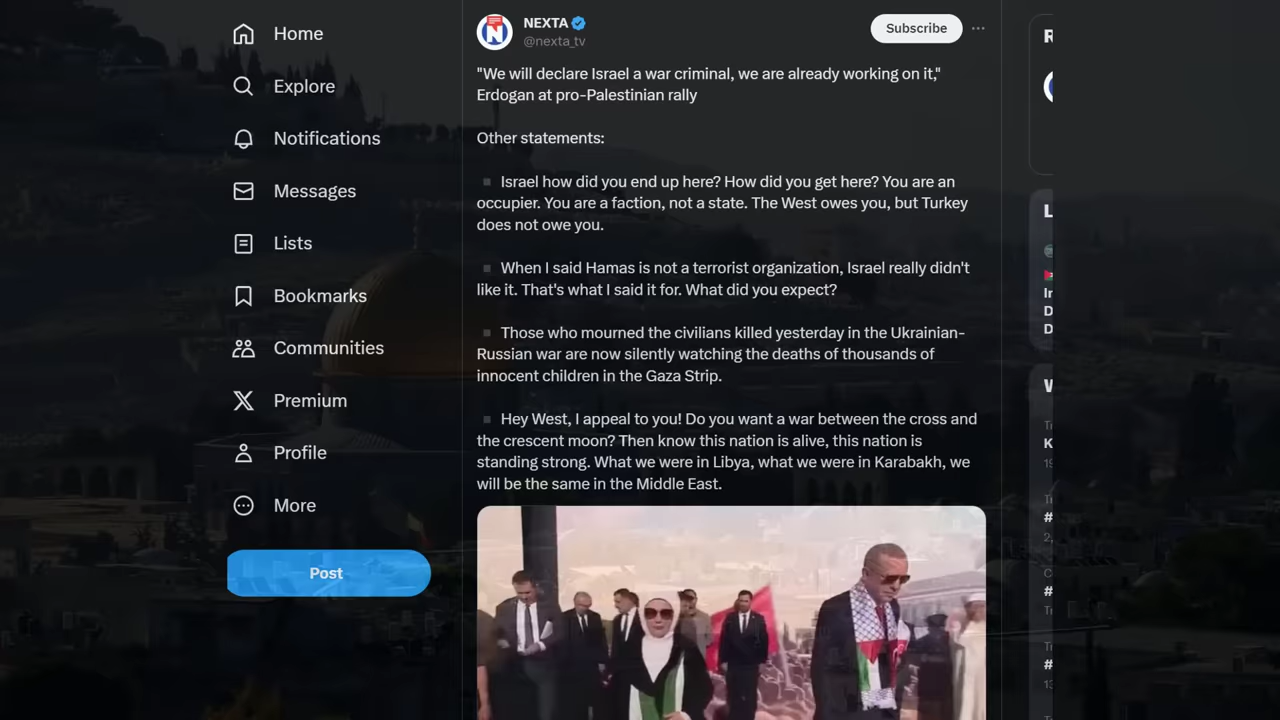 Home
Explore
Notifications
Messages
Lists
Bookmarks
Communities
Premium
Profile
More
Post
NEXTA
@nexta_tv
Subscribe
"We will declare Israel a war criminal, we are already working on it,"
Erdogan at pro-Palestinian rally
Other statements:
▪ Israel how did you end up here? How did you get here? You are an
occupier. You are a faction, not a state. The West owes you, but Turkey
does not owe you.
▪ When I said Hamas is not a terrorist organization, Israel really didn't
like it. That's what I said it for. What did you expect?
▪ Those who mourned the civilians killed yesterday in the Ukrainian-
Russian war are now silently watching the deaths of thousands of
innocent children in the Gaza Strip.
▪ Hey West, I appeal to you! Do you want a war between the cross and
the crescent moon? Then know this nation is alive, this nation is
standing strong. What we were in Libya, what we were in Karabakh, we
will be the same in the Middle East.